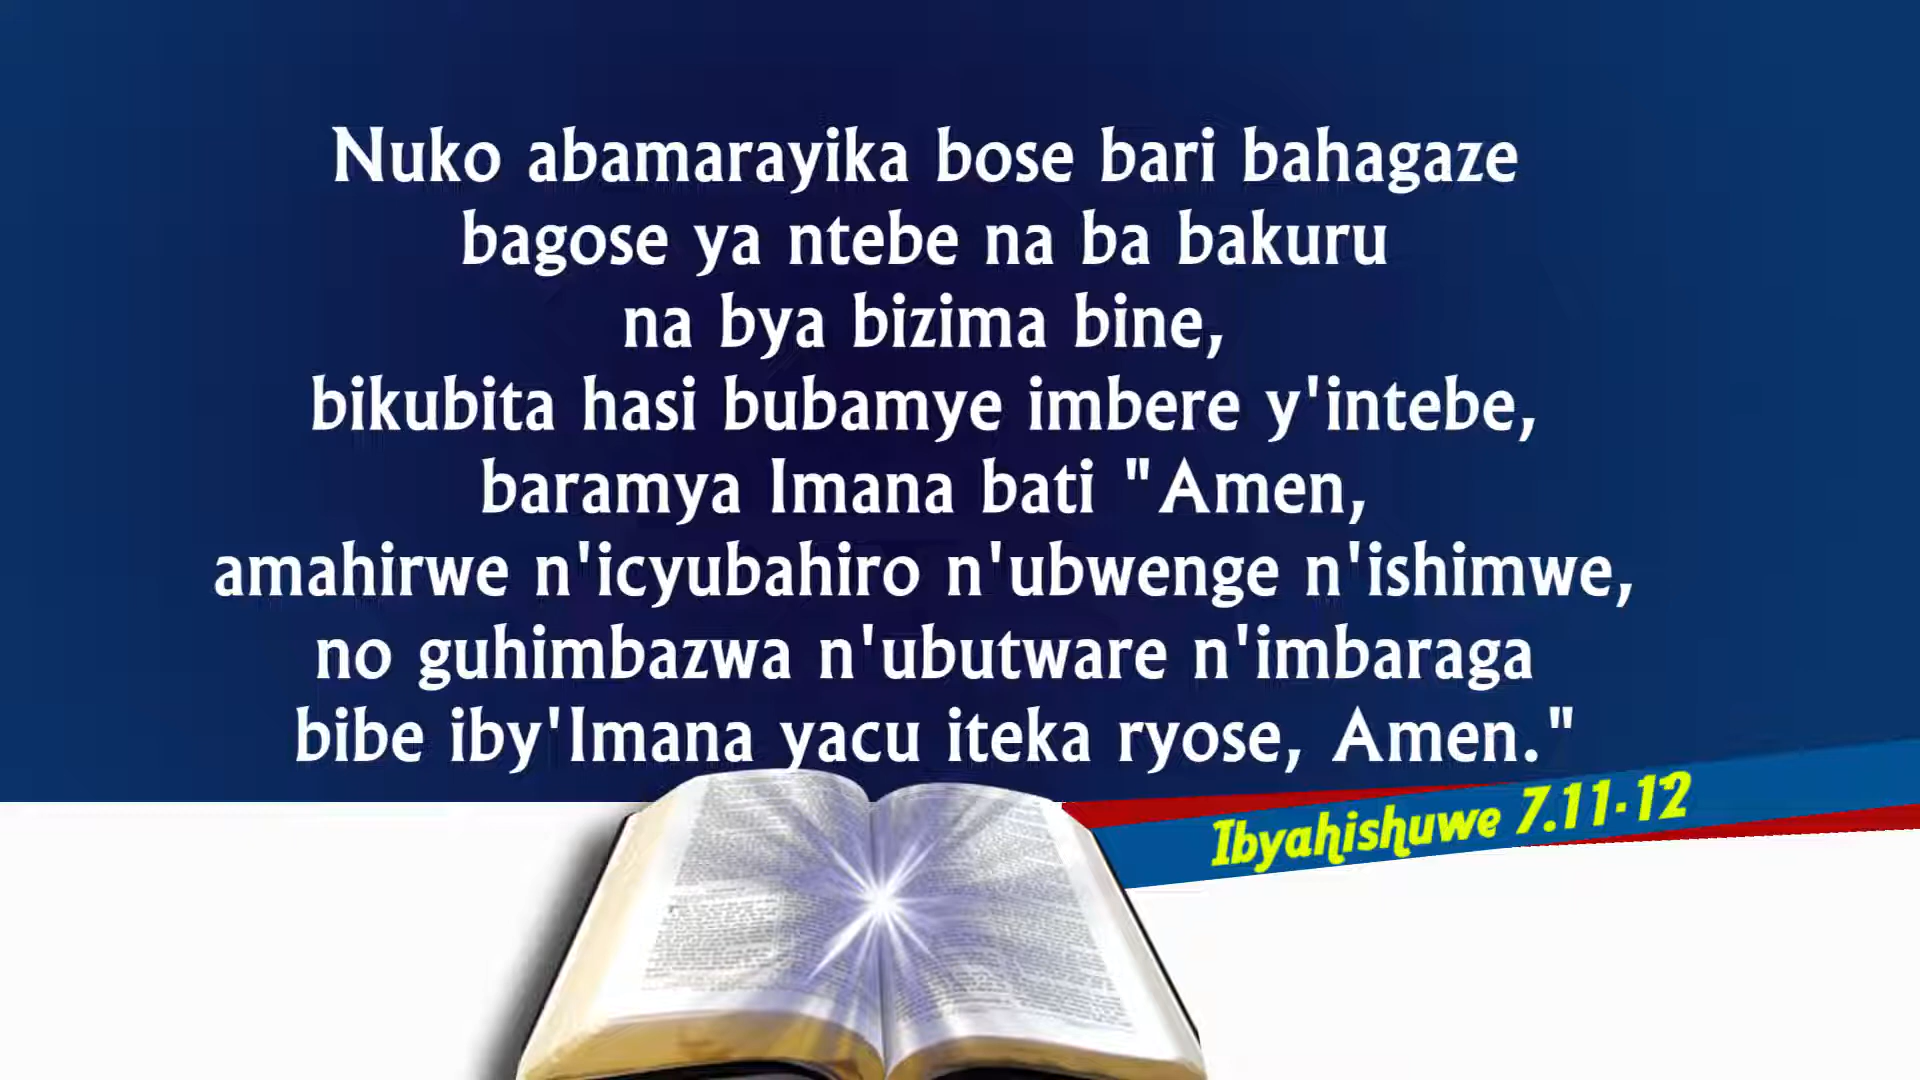 Nuko abamarayika bose bari bahagaze
bagose ya ntebe na ba bakuru
na bya bizima bine,
bikubita hasi bubamye imbere y'intebe,
baramya Imana bati "Amen,
amahirwe n'icyubahiro n'ubwenge n'ishimwe,
no guhimbazwa n'ubutware n'imbaraga
bibe iby'Imana yacu iteka ryose, Amen."
Ibyahishuwe 7.11-12